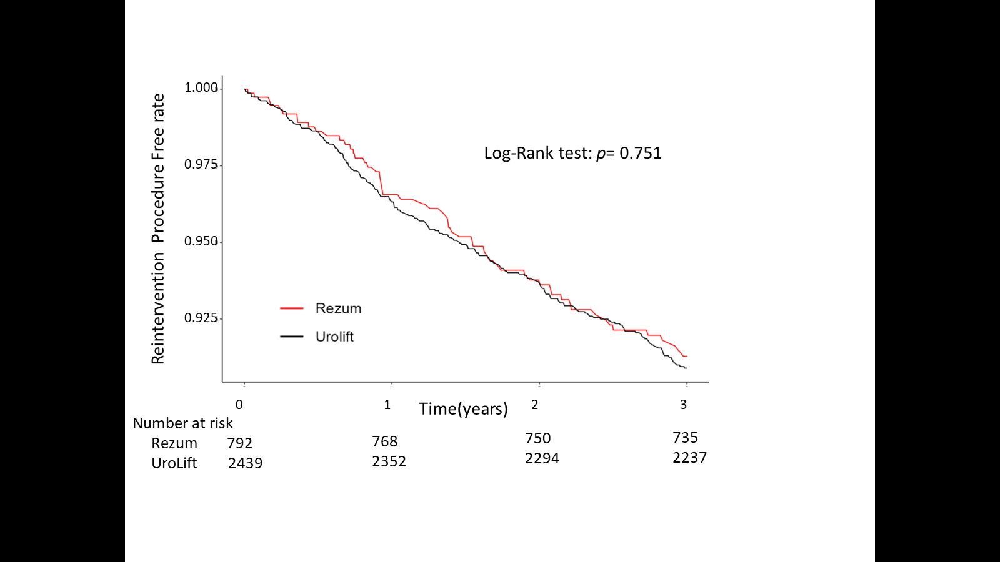 Reintervention Procedure Free rate
1.000
0.975
0.950
0.925
Log-Rank test: p= 0.751
Rezum
Urolift
0 1 2 3
Time(years)
Number at risk
Rezum 792 768 750 735
UroLift 2439 2352 2294 2237